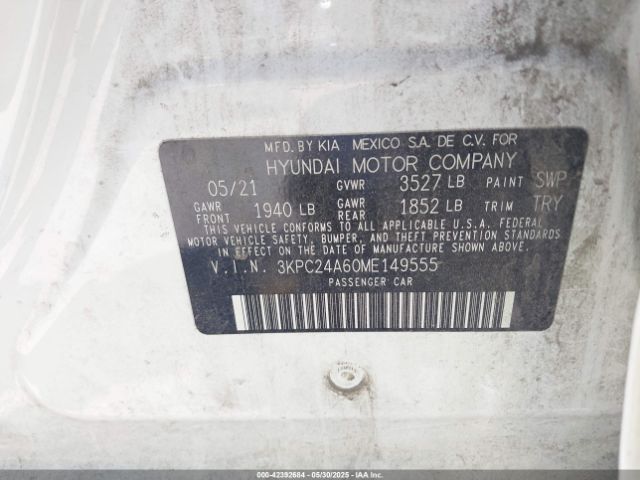 MFD. BY KIA MEXICO S.A. DE C.V. FOR
HYUNDAI MOTOR COMPANY
05/21 GVWR 3527 LB PAINT SWP
GAWR FRONT 1940 LB GAWR REAR 1852 LB TRIM TRY
THIS VEHICLE CONFORMS TO ALL APPLICABLE U.S.A. FEDERAL
MOTOR VEHICLE SAFETY, BUMPER, AND THEFT PREVENTION STANDARDS
IN EFFECT ON THE DATE OF MANUFACTURE SHOWN ABOVE.
V.I.N. 3KPC24A60ME149555
PASSENGER CAR
000-42392684 - 05/30/2025 - IAAI.COM